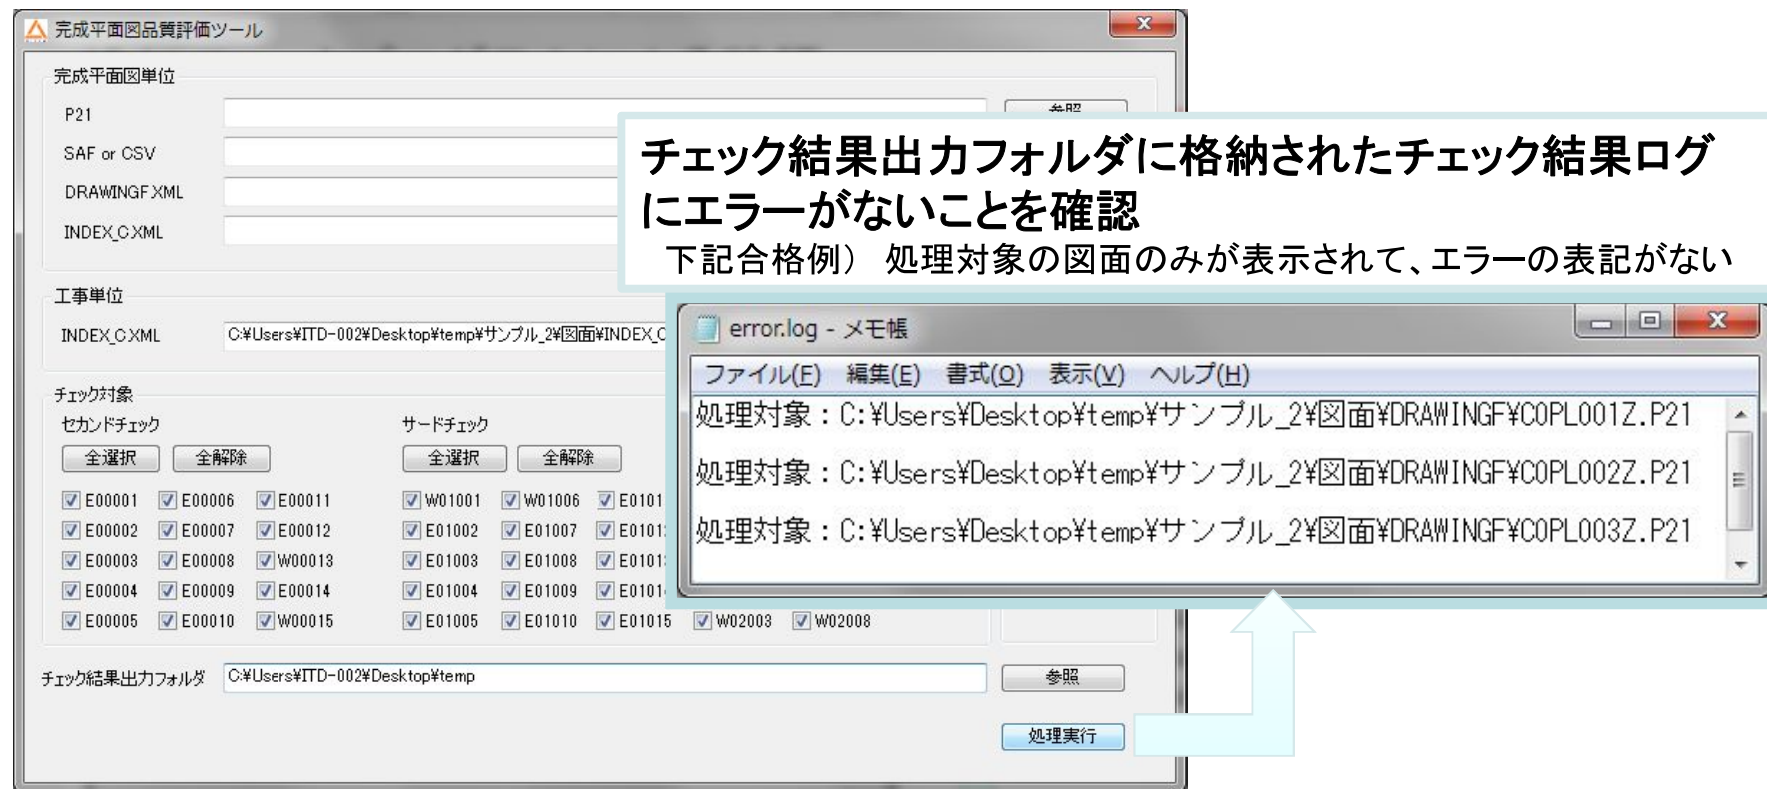 完成平面図品質評価ツール
完成平面図単位
P21
参照
SAF or CSV
DRAWINGF.XML
INDEX_C.XML
チェック結果出力フォルダに格納されたチェック結果ログ
にエラーがないことを確認
下記合格例） 処理対象の図面のみが表示されて、エラーの表記がない
工事単位
INDEX_C.XML
C:¥Users¥ITD-002¥Desktop¥temp¥サンプル_2¥図面¥INDEX_C
error.log - メモ帳
ファイル(F) 編集(E) 書式(O) 表示(V) ヘルプ(H)
処理対象：C:¥Users¥Desktop¥temp¥サンプル_2¥図面¥DRAWINGF¥C0PL001Z.P21
処理対象：C:¥Users¥Desktop¥temp¥サンプル_2¥図面¥DRAWINGF¥C0PL002Z.P21
処理対象：C:¥Users¥Desktop¥temp¥サンプル_2¥図面¥DRAWINGF¥C0PL003Z.P21
チェック対象
セカンドチェック サードチェック
全選択 全解除 全選択 全解除
E00001 E00006 E00011 W01001 W01006 E0101
E00002 E00007 E00012 E01002 E01007 E0101
E00003 E00008 W00013 E01003 E01008 E0101
E00004 E00009 E00014 E01004 E01009 E0101
E00005 E00010 W00015 E01005 E01010 E01015 W02003 W02008
チェック結果出力フォルダ C:¥Users¥ITD-002¥Desktop¥temp 参照
処理実行